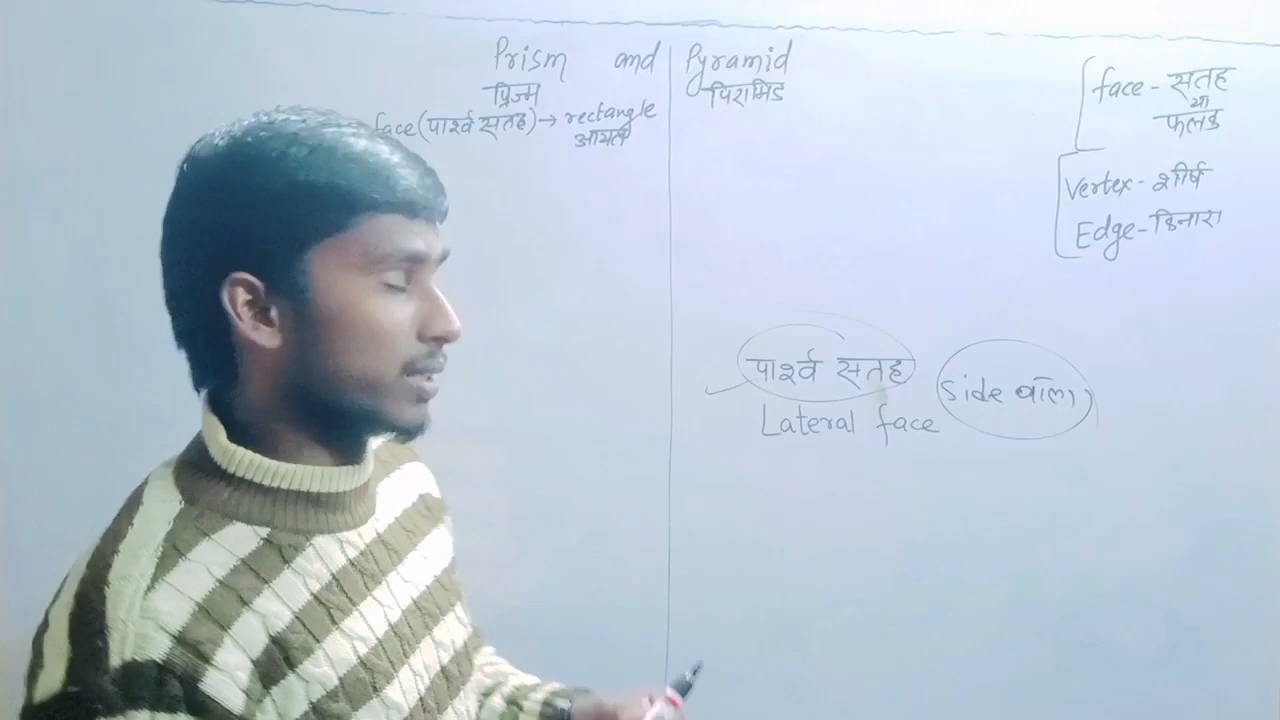 Prism and Pyramid
प्रिज्म पिरामिड
face (पार्श्व सतह) → rectangle
आयत
face - सतह
या
फलक
Vertex - शीर्ष
Edge - किनारा
पार्श्व सतह
Lateral face
Side वाला